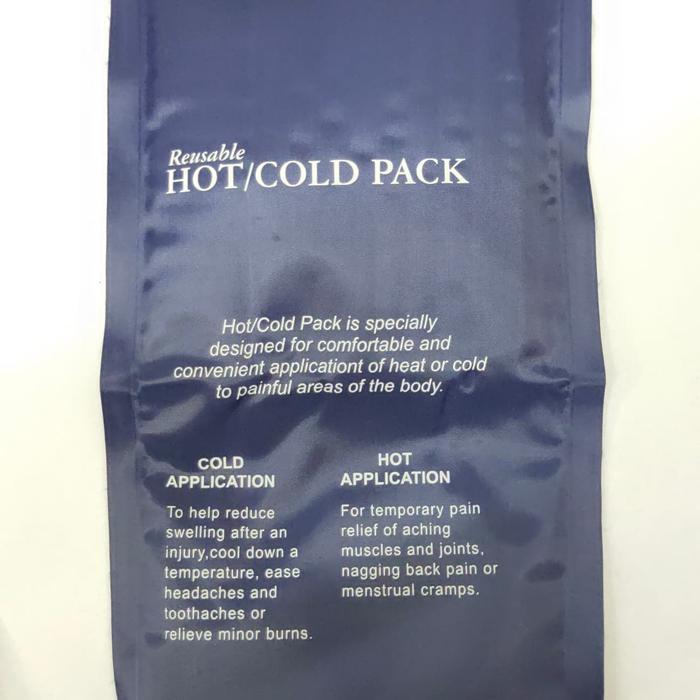 Reusable
HOT/COLD PACK
Hot/Cold Pack is specially
designed for comfortable and
convenient applicationt of heat or cold
to painful areas of the body.
COLD
APPLICATION
To help reduce
swelling after an
injury,cool down a
temperature, ease
headaches and
toothaches or
relieve minor burns.
HOT
APPLICATION
For temporary pain
relief of aching
muscles and joints,
nagging back pain or
menstrual cramps.